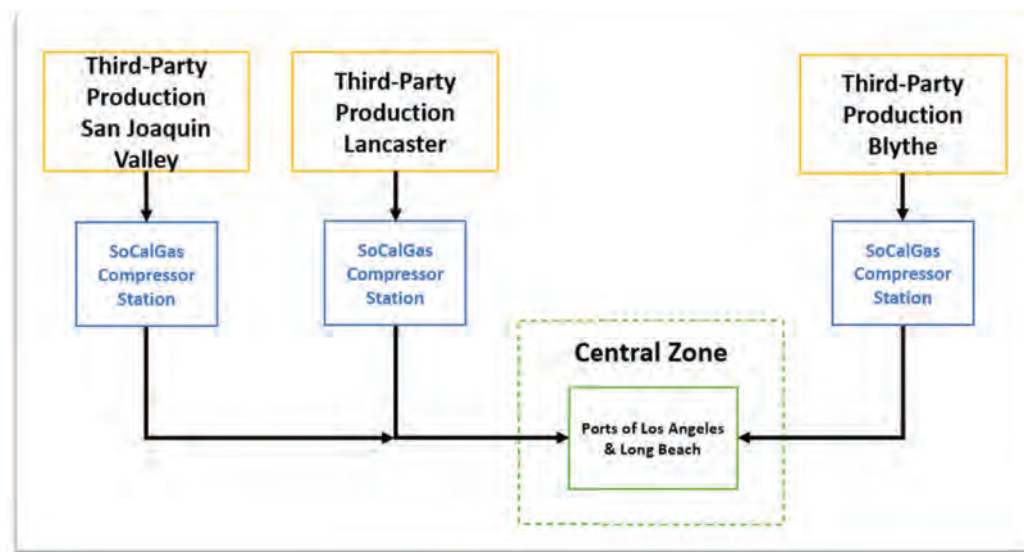 Third-Party
Production
San Joaquin
Valley
Third-Party
Production
Lancaster
Third-Party
Production
Blythe
SoCalGas
Compressor
Station
SoCalGas
Compressor
Station
SoCalGas
Compressor
Station
Central Zone
Ports of Los Angeles
& Long Beach